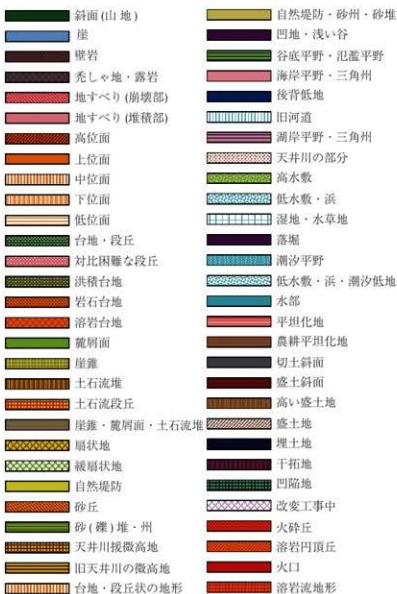 斜面(山地)
崖
壁岩
禿しゃ地・露岩
地すべり(崩壊部)
地すべり(堆積部)
高位面
上位面
中位面
下位面
低位面
台地・段丘
対比困難な段丘
洪積台地
岩石台地
溶岩台地
麓屑面
崖錐
土石流堆
土石流段丘
崖錐・麓屑面・土石流堆
扇状地
緩扇状地
自然堤防
砂丘
砂(礫)堆・州
天井川援微高地
旧天井川の微高地
台地・段丘状の地形
自然堤防・砂州・砂堆
凹地・浅い谷
谷底平野・氾濫平野
海岸平野・三角州
後背低地
旧河道
湖岸平野・三角州
天井川の部分
高水敷
低水敷・浜
湿地・水草地
落堀
潮汐平野
低水敷・浜・潮汐低地
水部
平坦化地
農耕平坦化地
切土斜面
盛土斜面
高い盛土地
盛土地
埋土地
干拓地
凹陥地
改変工事中
火砕丘
溶岩円頂丘
火口
溶岩流地形